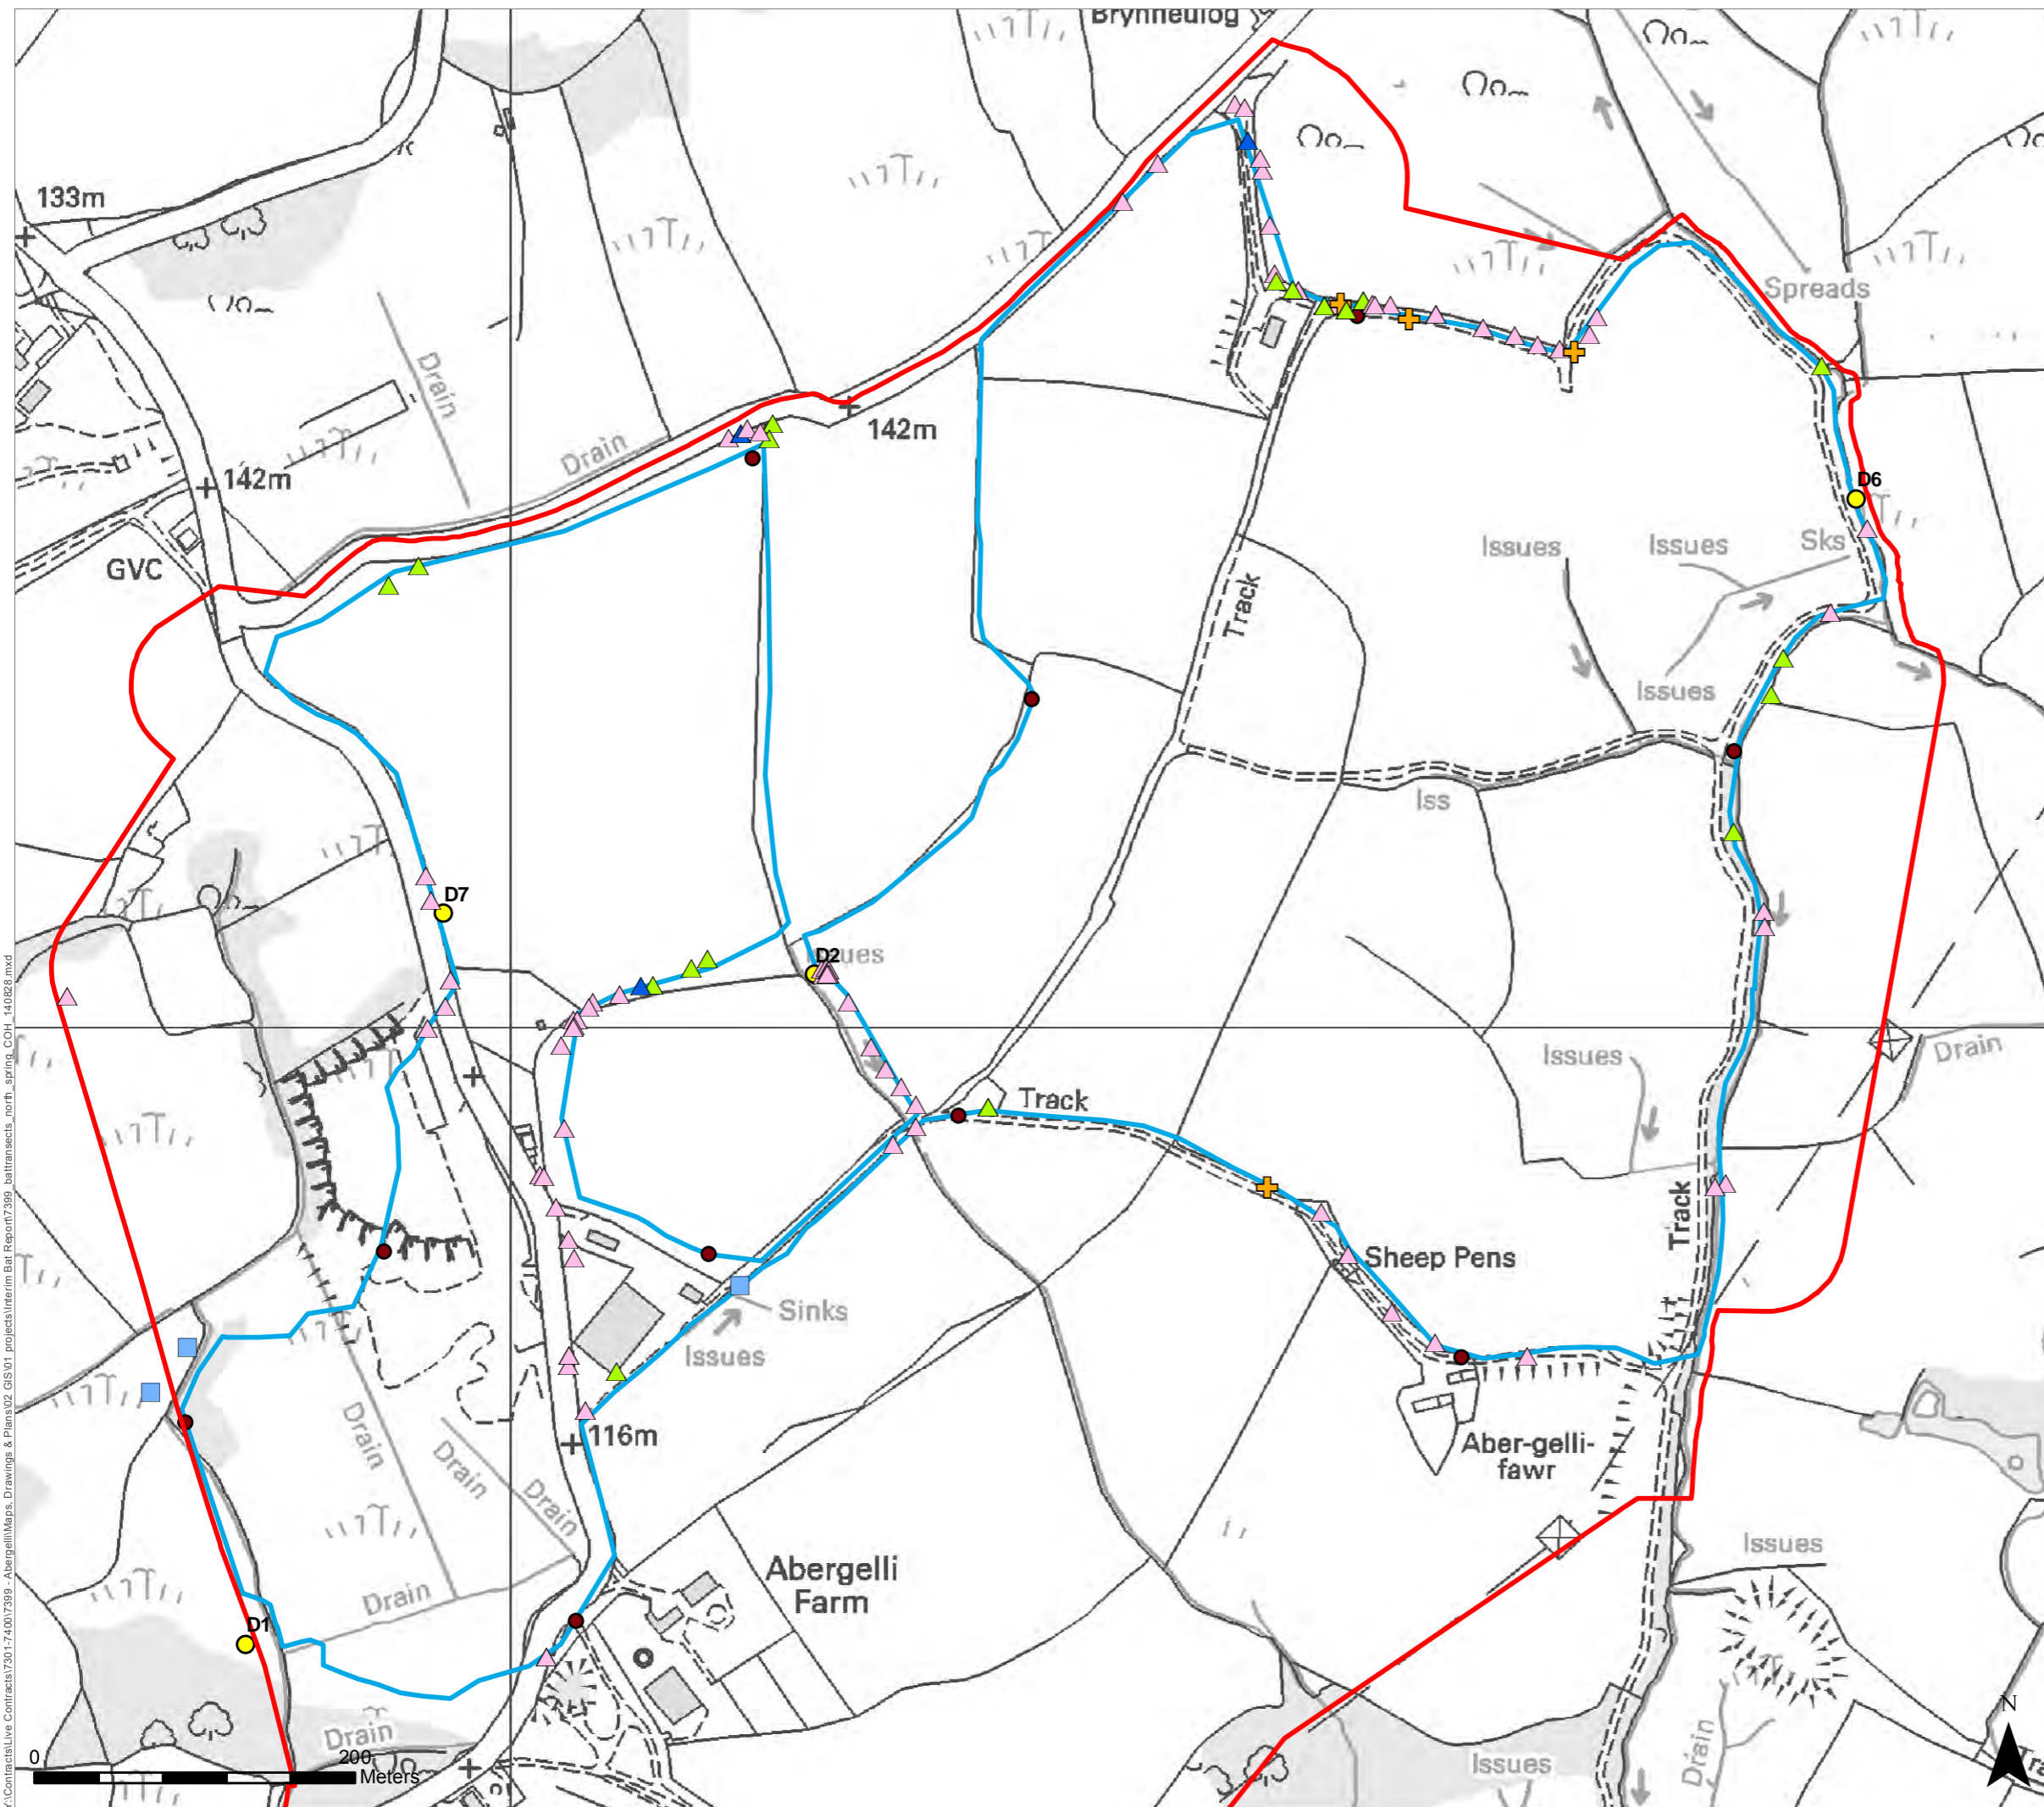 Brynneulog
133m
Drain
Spreads
142m
Drain
142m
D6
GVC
Issues
Issues
Sks
Track
Issues
Iss
D7
D2
Issues
Drain
Track
Sheep Pens
Track
Sinks
Issues
116m
Drain
Drain
Drain
Aber-gelli-
fawr
Abergelli
Farm
Issues
Drain
D1
Drain
Issues
Drain
N
0
200
Meters